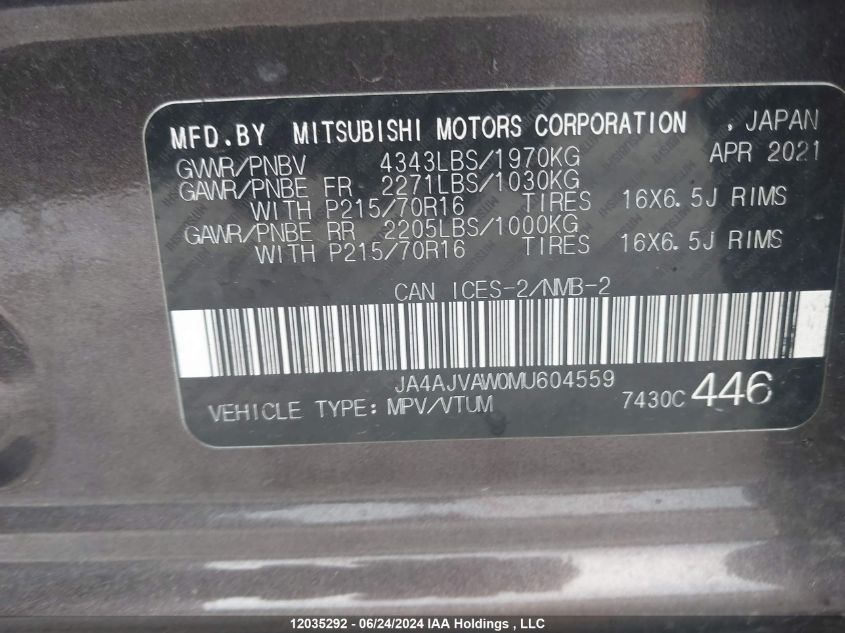 MFD.BY MITSUBISHI MOTORS CORPORATION , JAPAN
GVWR/PNBV 4343LBS/1970KG APR 2021
GAWR/PNBE FR 2271LBS/1030KG
WITH P215/70R16 TIRES 16X6.5J RIMS
GAWR/PNBE RR 2205LBS/1000KG
WITH P215/70R16 TIRES 16X6.5J RIMS
CAN ICES-2/NMB-2
JA4AJVAW0MU604559
VEHICLE TYPE: MPV/VTUM 7430C 446
12035292 - 06/24/2024 IAA Holdings , LLC